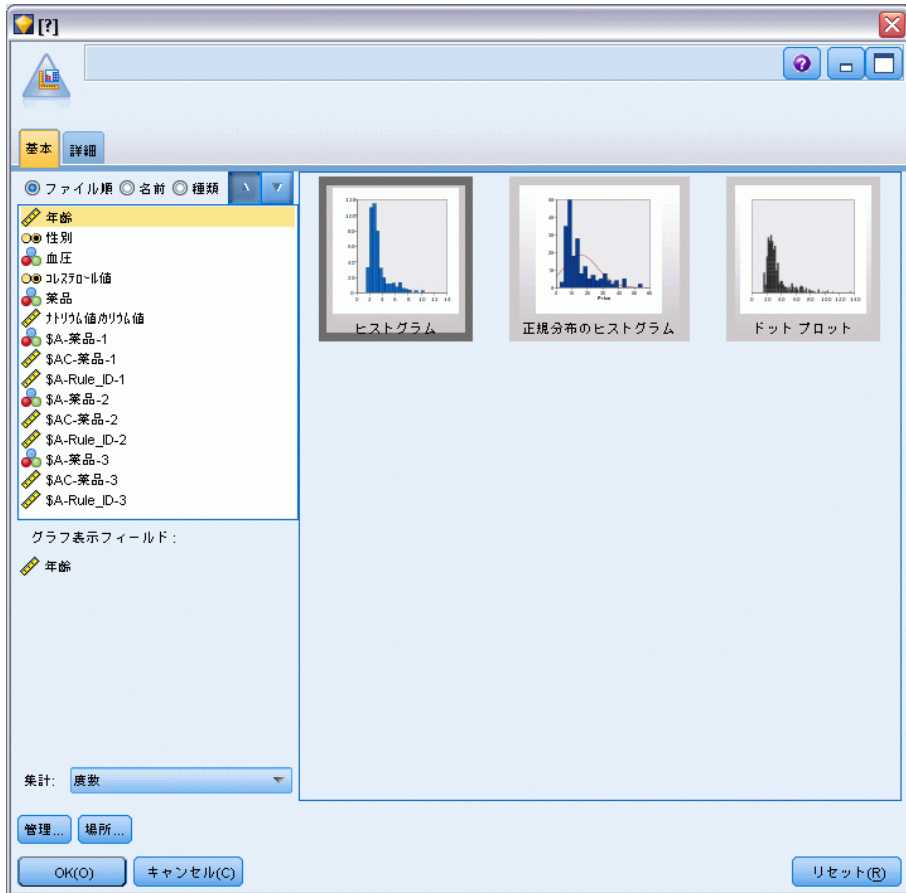 [?]
基本 詳細
ファイル順 名前 種類
年齢
性別
血圧
コレステロール値
薬品
ナトリウム値カリウム値
$A-薬品-1
$AC-薬品-1
$A-Rule_ID-1
$A-薬品-2
$AC-薬品-2
$A-Rule_ID-2
$A-薬品-3
$AC-薬品-3
$A-Rule_ID-3
ヒストグラム
正規分布のヒストグラム
Price
ドット プロット
グラフ表示フィールド:
年齢
集計: 度数
管理... 場所...
OK(O) キャンセル(C) リセット(R)